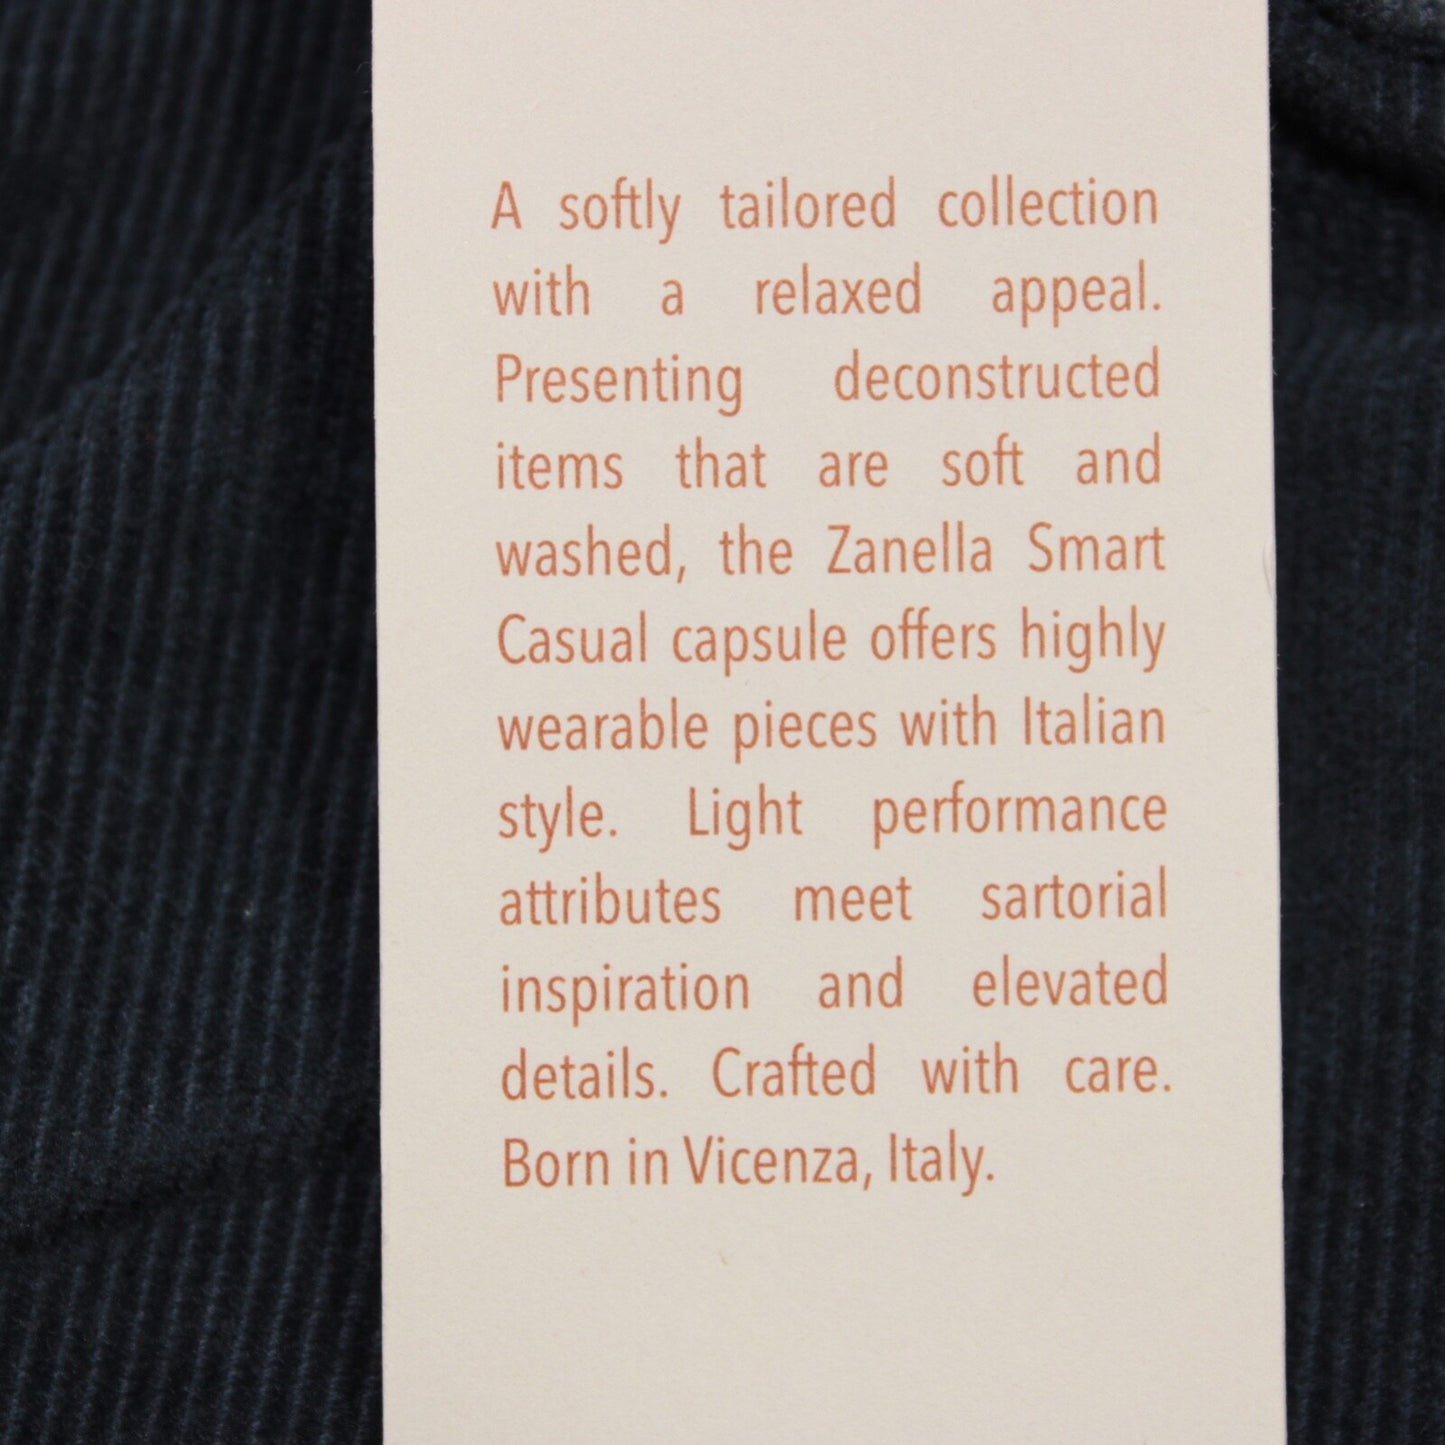 A softly tailored collection
with a relaxed appeal.
Presenting deconstructed
items that are soft and
washed, the Zanella Smart
Casual capsule offers highly
wearable pieces with Italian
style. Light performance
attributes meet sartorial
inspiration and elevated
details. Crafted with care.
Born in Vicenza, Italy.